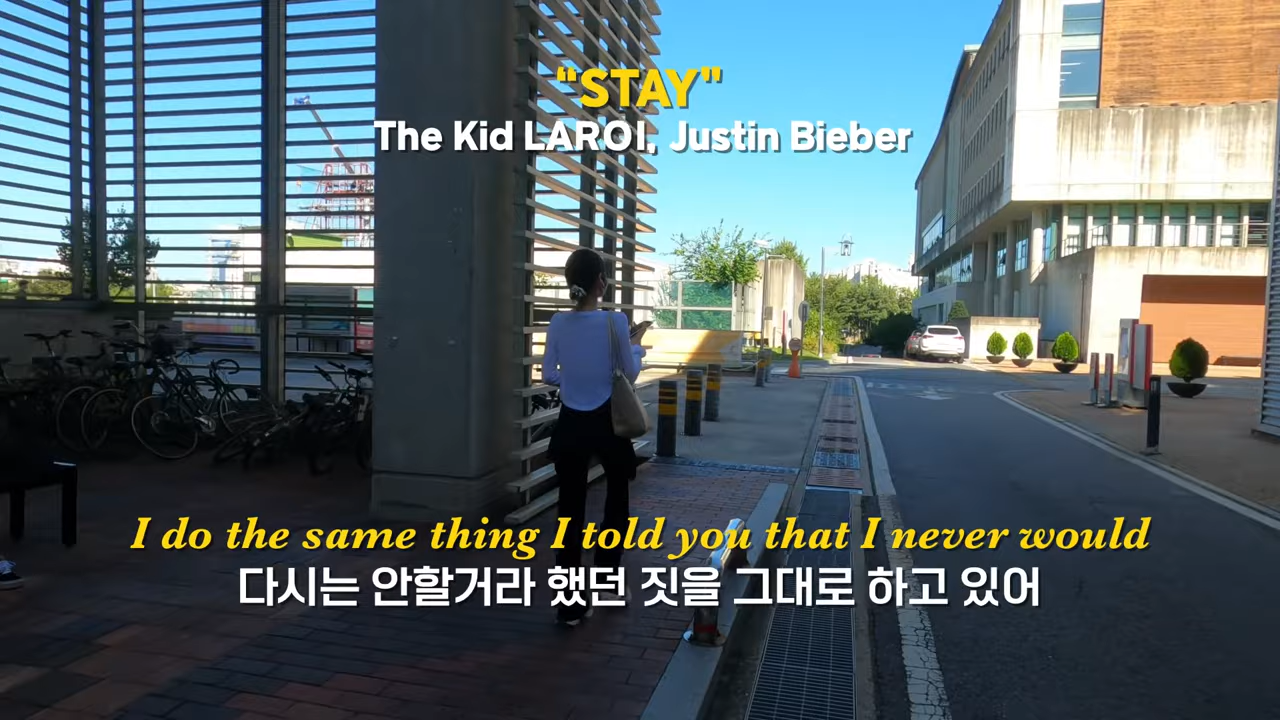 “STAY"
The Kid LAROI, Justin Bieber
I do the same thing I told you that I never would
다시는 안할거라 했던 짓을 그대로 하고 있어